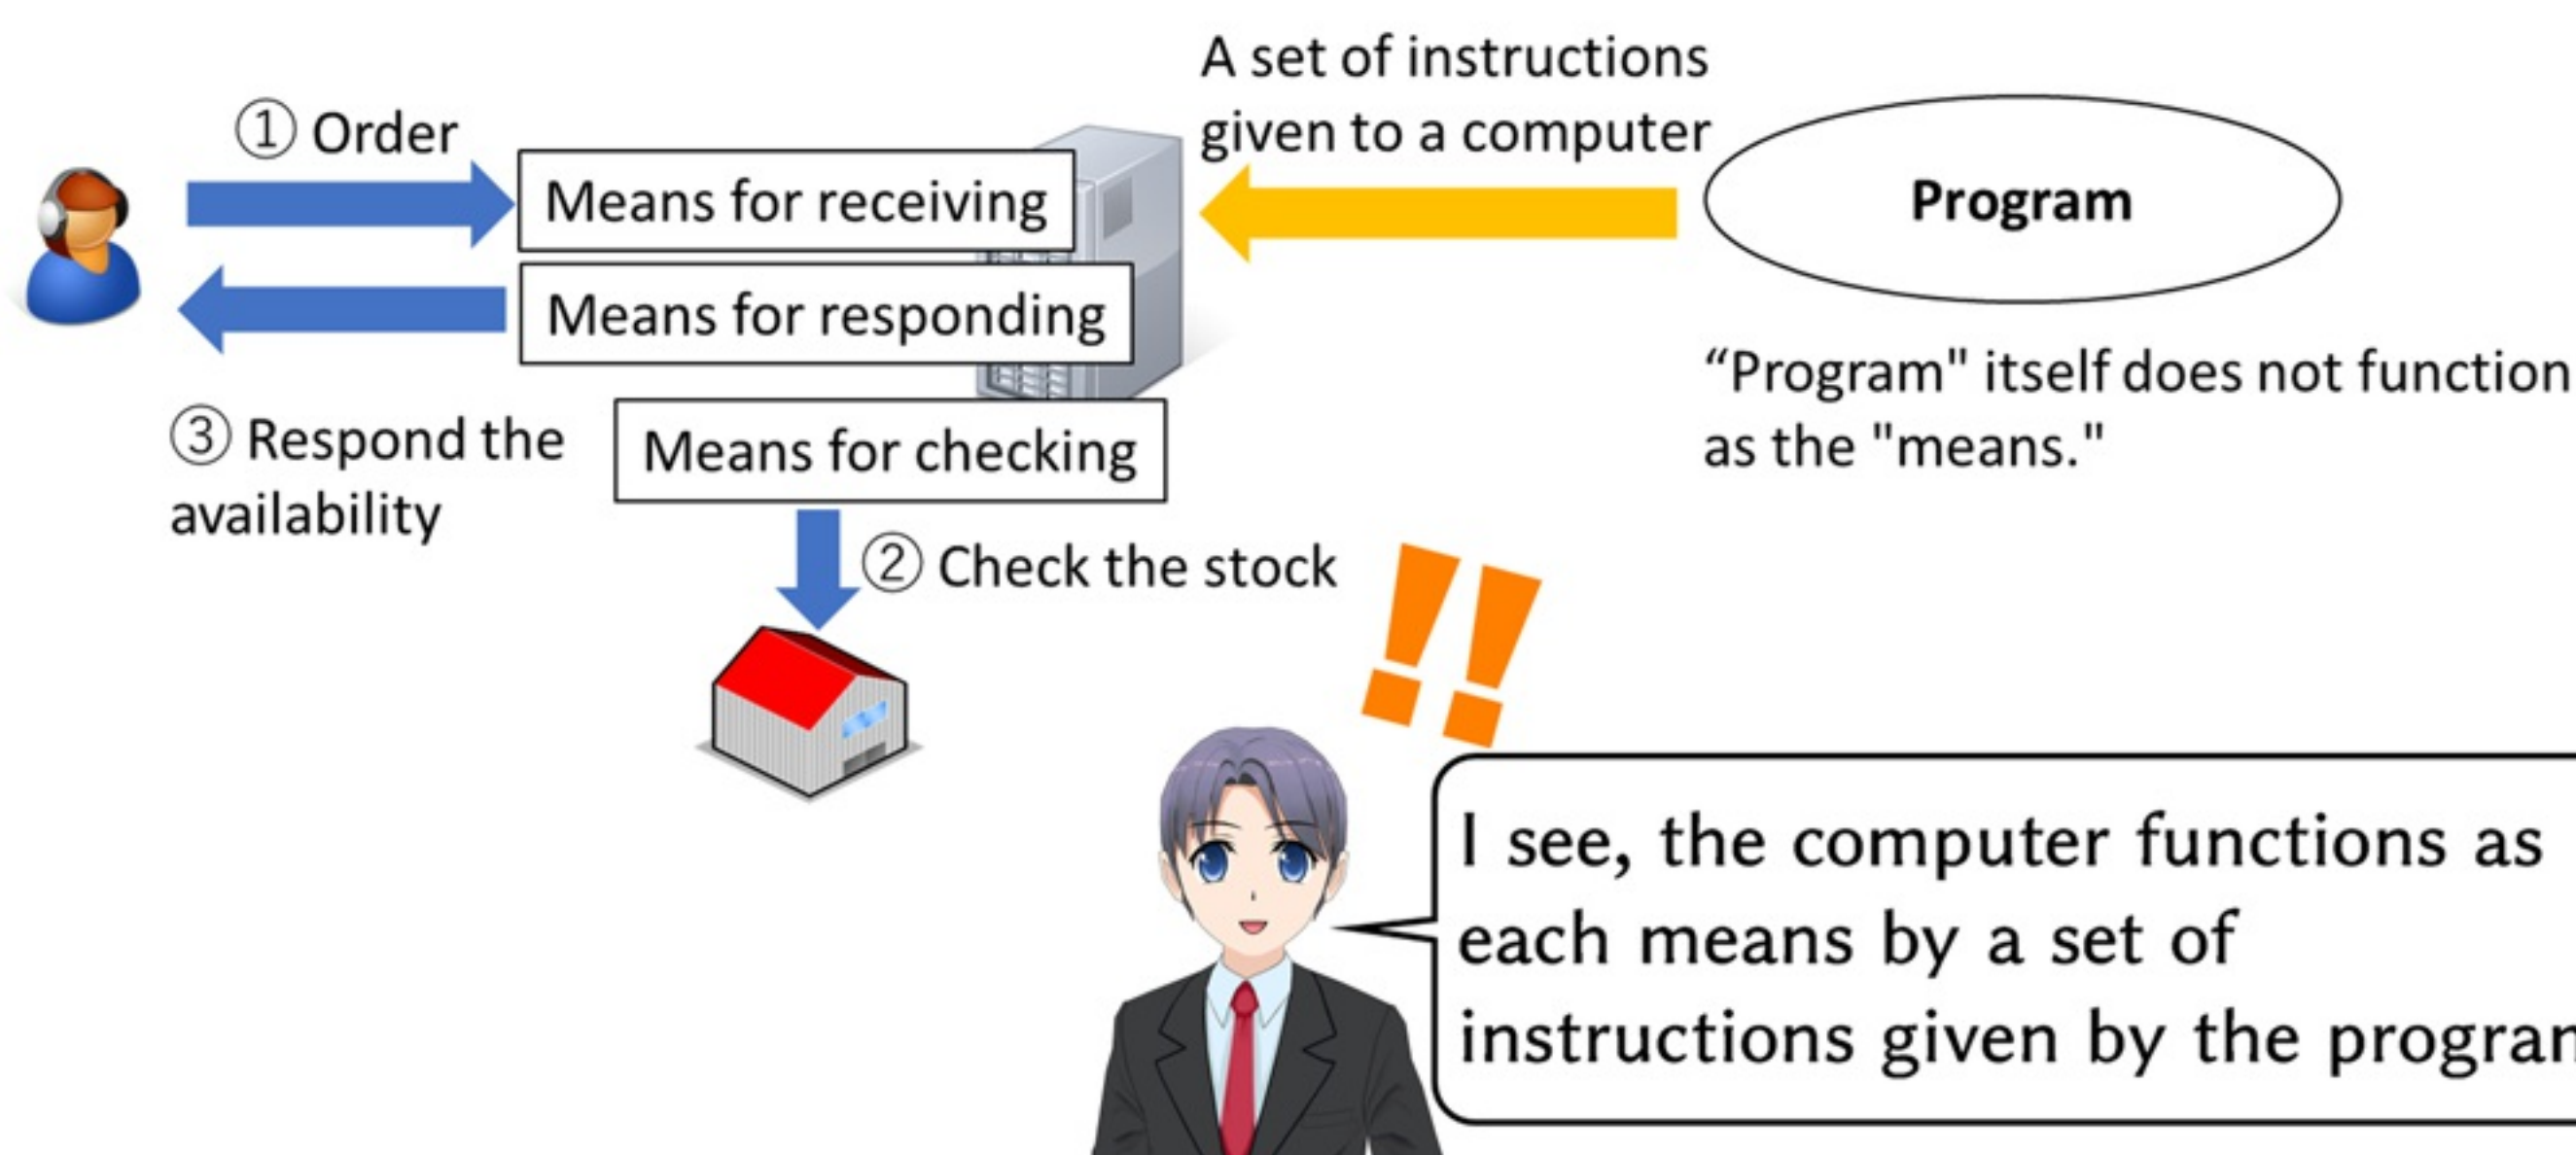 ① Order
Means for receiving
Means for responding
③ Respond the
availability
Means for checking
② Check the stock
A set of instructions
given to a computer
Program
“Program" itself does not function
as the "means."
I see, the computer functions as
each means by a set of
instructions given by the program